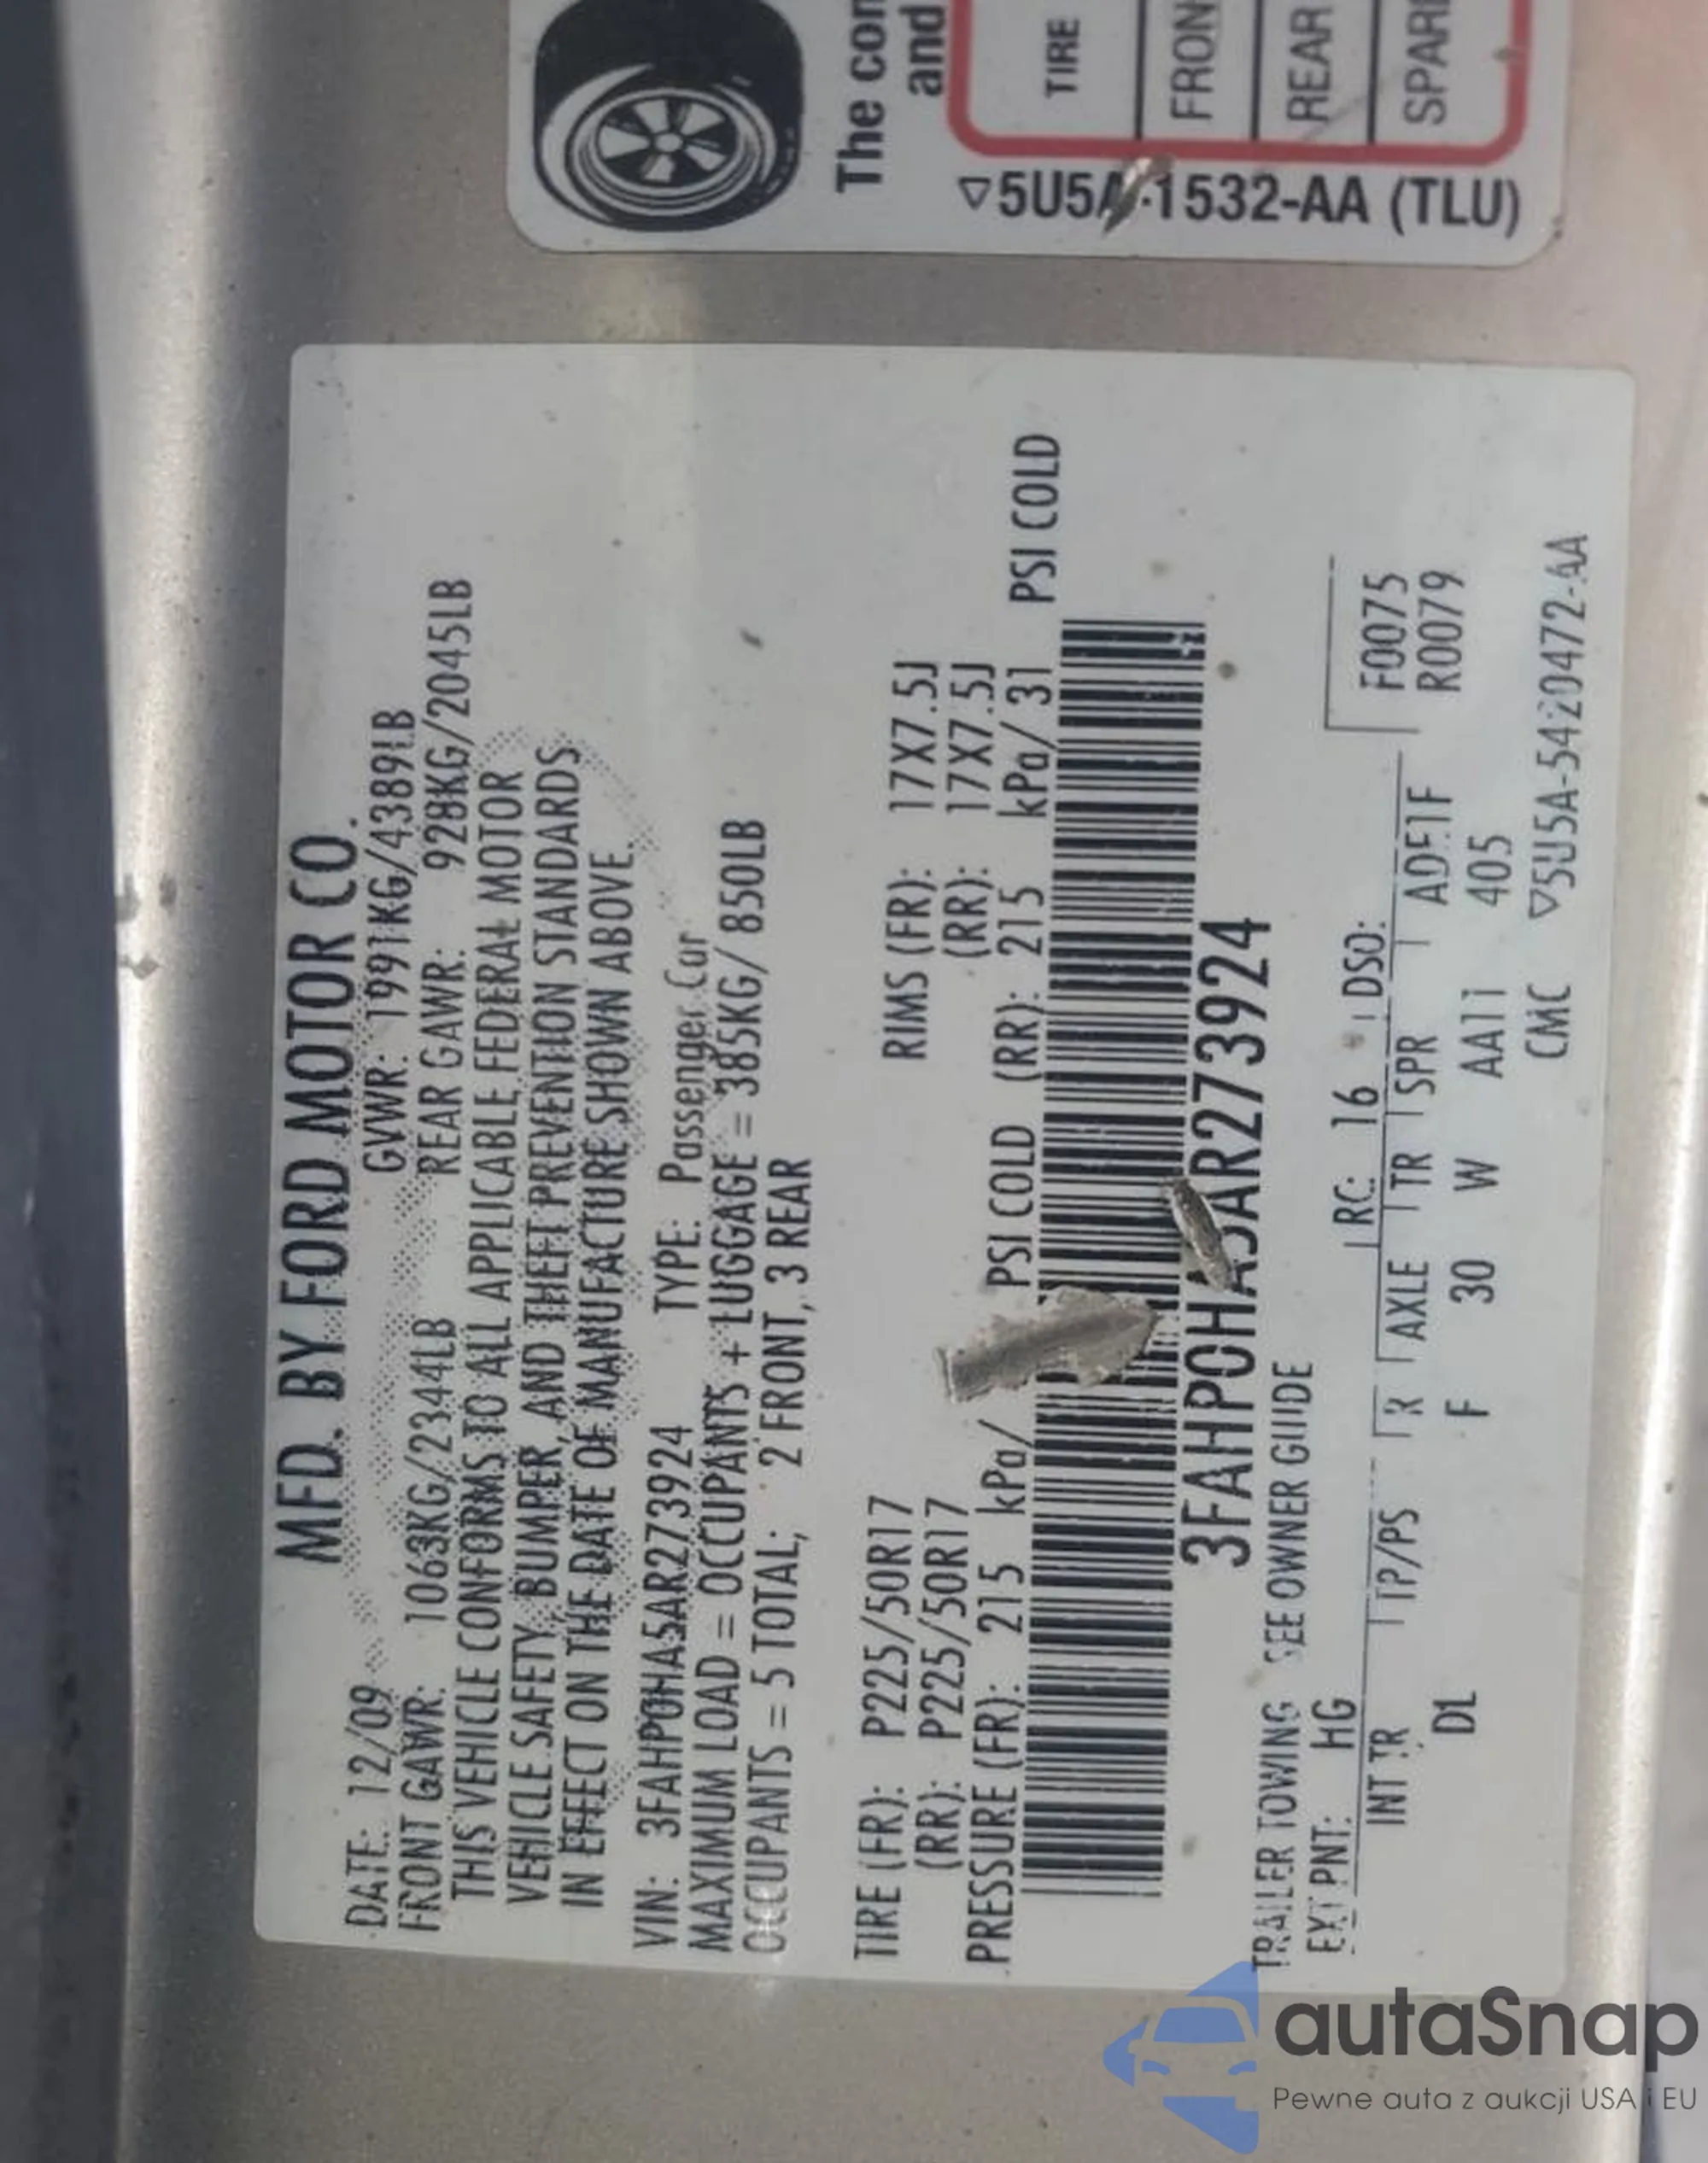 The con
and
TIRE
FRON
REAR
SPARE
1532-AA (TLU)
MFD. BY FORD MOTOR CO.
DATE: 12/09 GVWR: 1991KG/4389LB
FRONT GAWR: 1063KG/2344LB REAR GAWR: 928KG/2045LB
THIS VEHICLE CONFORMS TO ALL APPLICABLE FEDERAL MOTOR
VEHICLE SAFETY, BUMPER, AND THEFT PREVENTION STANDARDS
IN EFFECT ON THE DATE OF MANUFACTURE SHOWN ABOVE.
VIN: 3FAHP0HA5AR273924 TYPE: Passenger Car
MAXIMUM LOAD = OCCUPANTS + LUGGAGE = 385KG/ 850LB
OCCUPANTS = 5 TOTAL; 2 FRONT, 3 REAR
TIRE (FR): P225/50R17 RIMS (FR): 17X7.5J
(RR): P225/50R17 (RR): 17X7.5J
PRESSURE (FR): 215 kPa/ PSI COLD (RR): 215 kPa/ 31 PSI COLD
3FAHP0HA5AR273924
TRAILER TOWING SEE OWNER GUIDE
EXT PNT: HG RC: 16 DSO: F0075
INT TR TP/PS R AXLE TR SPR R0079
DL F 30 W AA11 405
CMC ▽5U5A-5420472-AA
autaSnap
Pewne auta z aukcji USA i EU